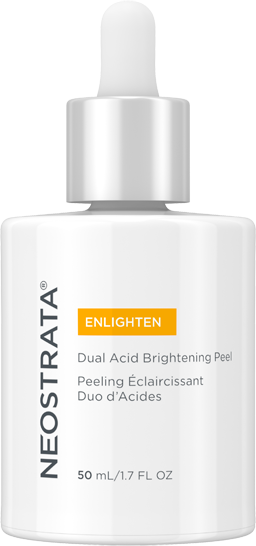 NEOSTRATA®
ENLIGHTEN
Dual Acid Brightening Peel
Peeling Éclaircissant
Duo d'Acides
50 mL/1.7 FL OZ